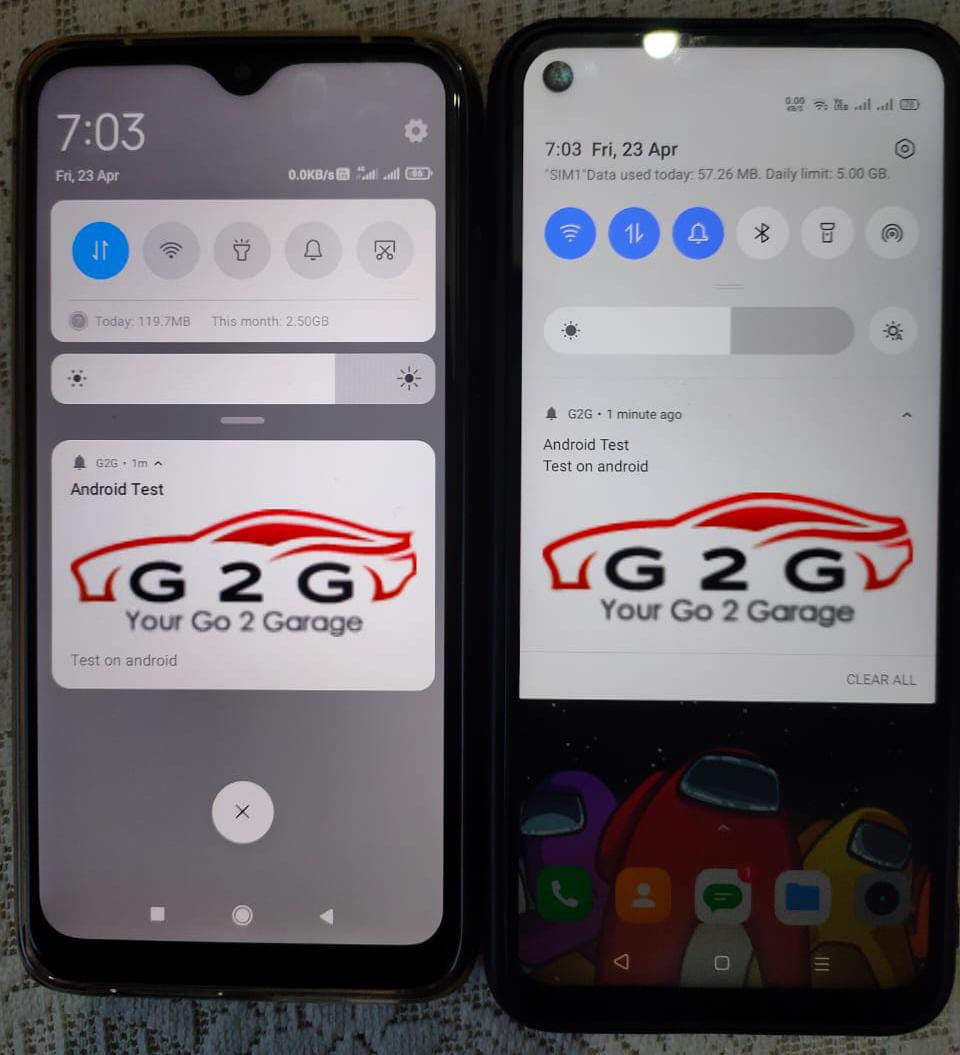 7:03
Fri, 23 Apr
0.0KB/s
4G
86
Today: 119.7MB This month: 2.50GB
G2G • 1m
Android Test
G 2 G
Your Go 2 Garage
Test on android
0.00
KB/S
78
7:03 Fri, 23 Apr
"SIM1"Data used today: 57.26 MB. Daily limit: 5.00 GB.
A
G2G • 1 minute ago
Android Test
Test on android
G 2 G
Your Go 2 Garage
CLEAR ALL
1